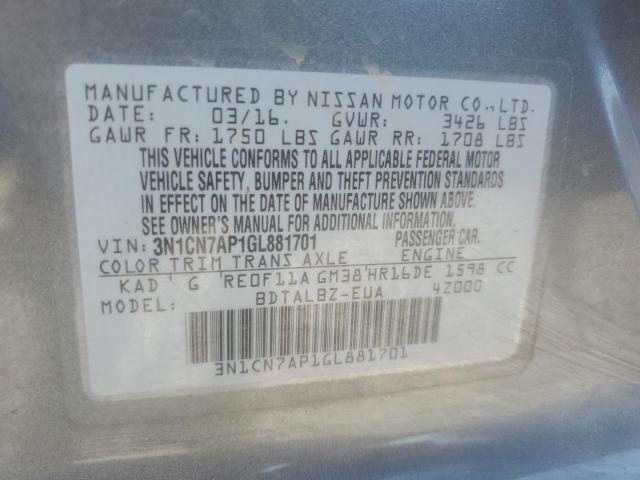 MANUFACTURED BY NISSAN MOTOR CO., LTD.
DATE: 03/16. GVWR: 3426 LBS
GAWR FR: 1750 LBS GAWR RR: 1708 LBS
THIS VEHICLE CONFORMS TO ALL APPLICABLE FEDERAL MOTOR
VEHICLE SAFETY, BUMPER AND THEFT PREVENTION STANDARDS
IN EFFECT ON THE DATE OF MANUFACTURE SHOWN ABOVE.
SEE OWNER'S MANUAL FOR ADDITIONAL INFORMATION.
VIN: 3N1CN7AP1GL881701 PASSENGER CAR.
COLOR TRIM TRANS AXLE ENGINE
KAD ' G 'RE0F11A GM38'HR16DE 1598 CC
MODEL: BDTALBZ-EUA 4Z000
3N1CN7AP1GL881701